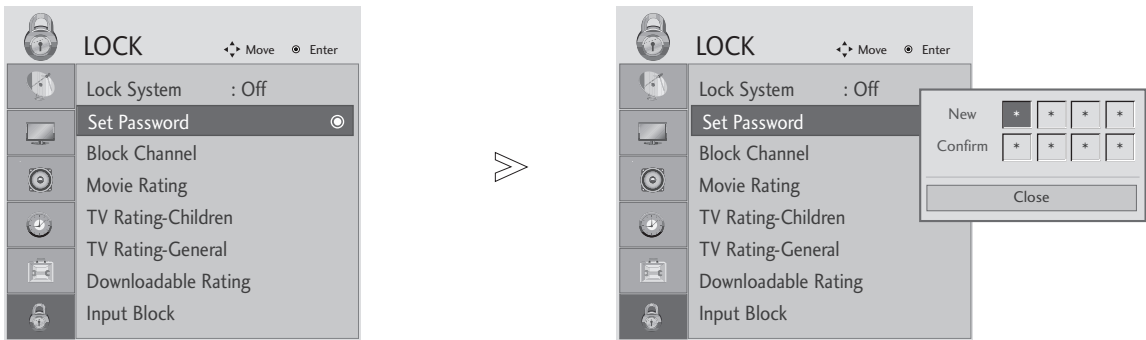 LOCK Move Enter
Lock System : Off
Set Password
Block Channel
Movie Rating
TV Rating-Children
TV Rating-General
Downloadable Rating
Input Block
LOCK Move Enter
Lock System : Off
Set Password
Block Channel
Movie Rating
TV Rating-Children
TV Rating-General
Downloadable Rating
Input Block
New * * * *
Confirm * * * *
Close